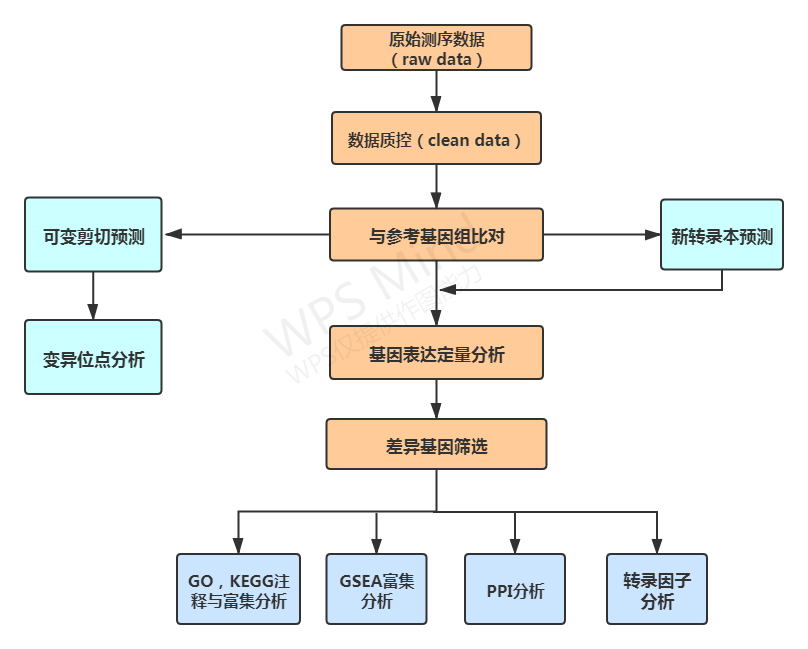 原始测序数据
（raw data）
数据质控（clean data）
可变剪切预测
与参考基因组比对
新转录本预测
WPS Mind
WPS仅提供作图能力
变异位点分析
基因表达定量分析
差异基因筛选
GO，KEGG注
释与富集分析
GSEA富集
分析
PPI分析
转录因子
分析